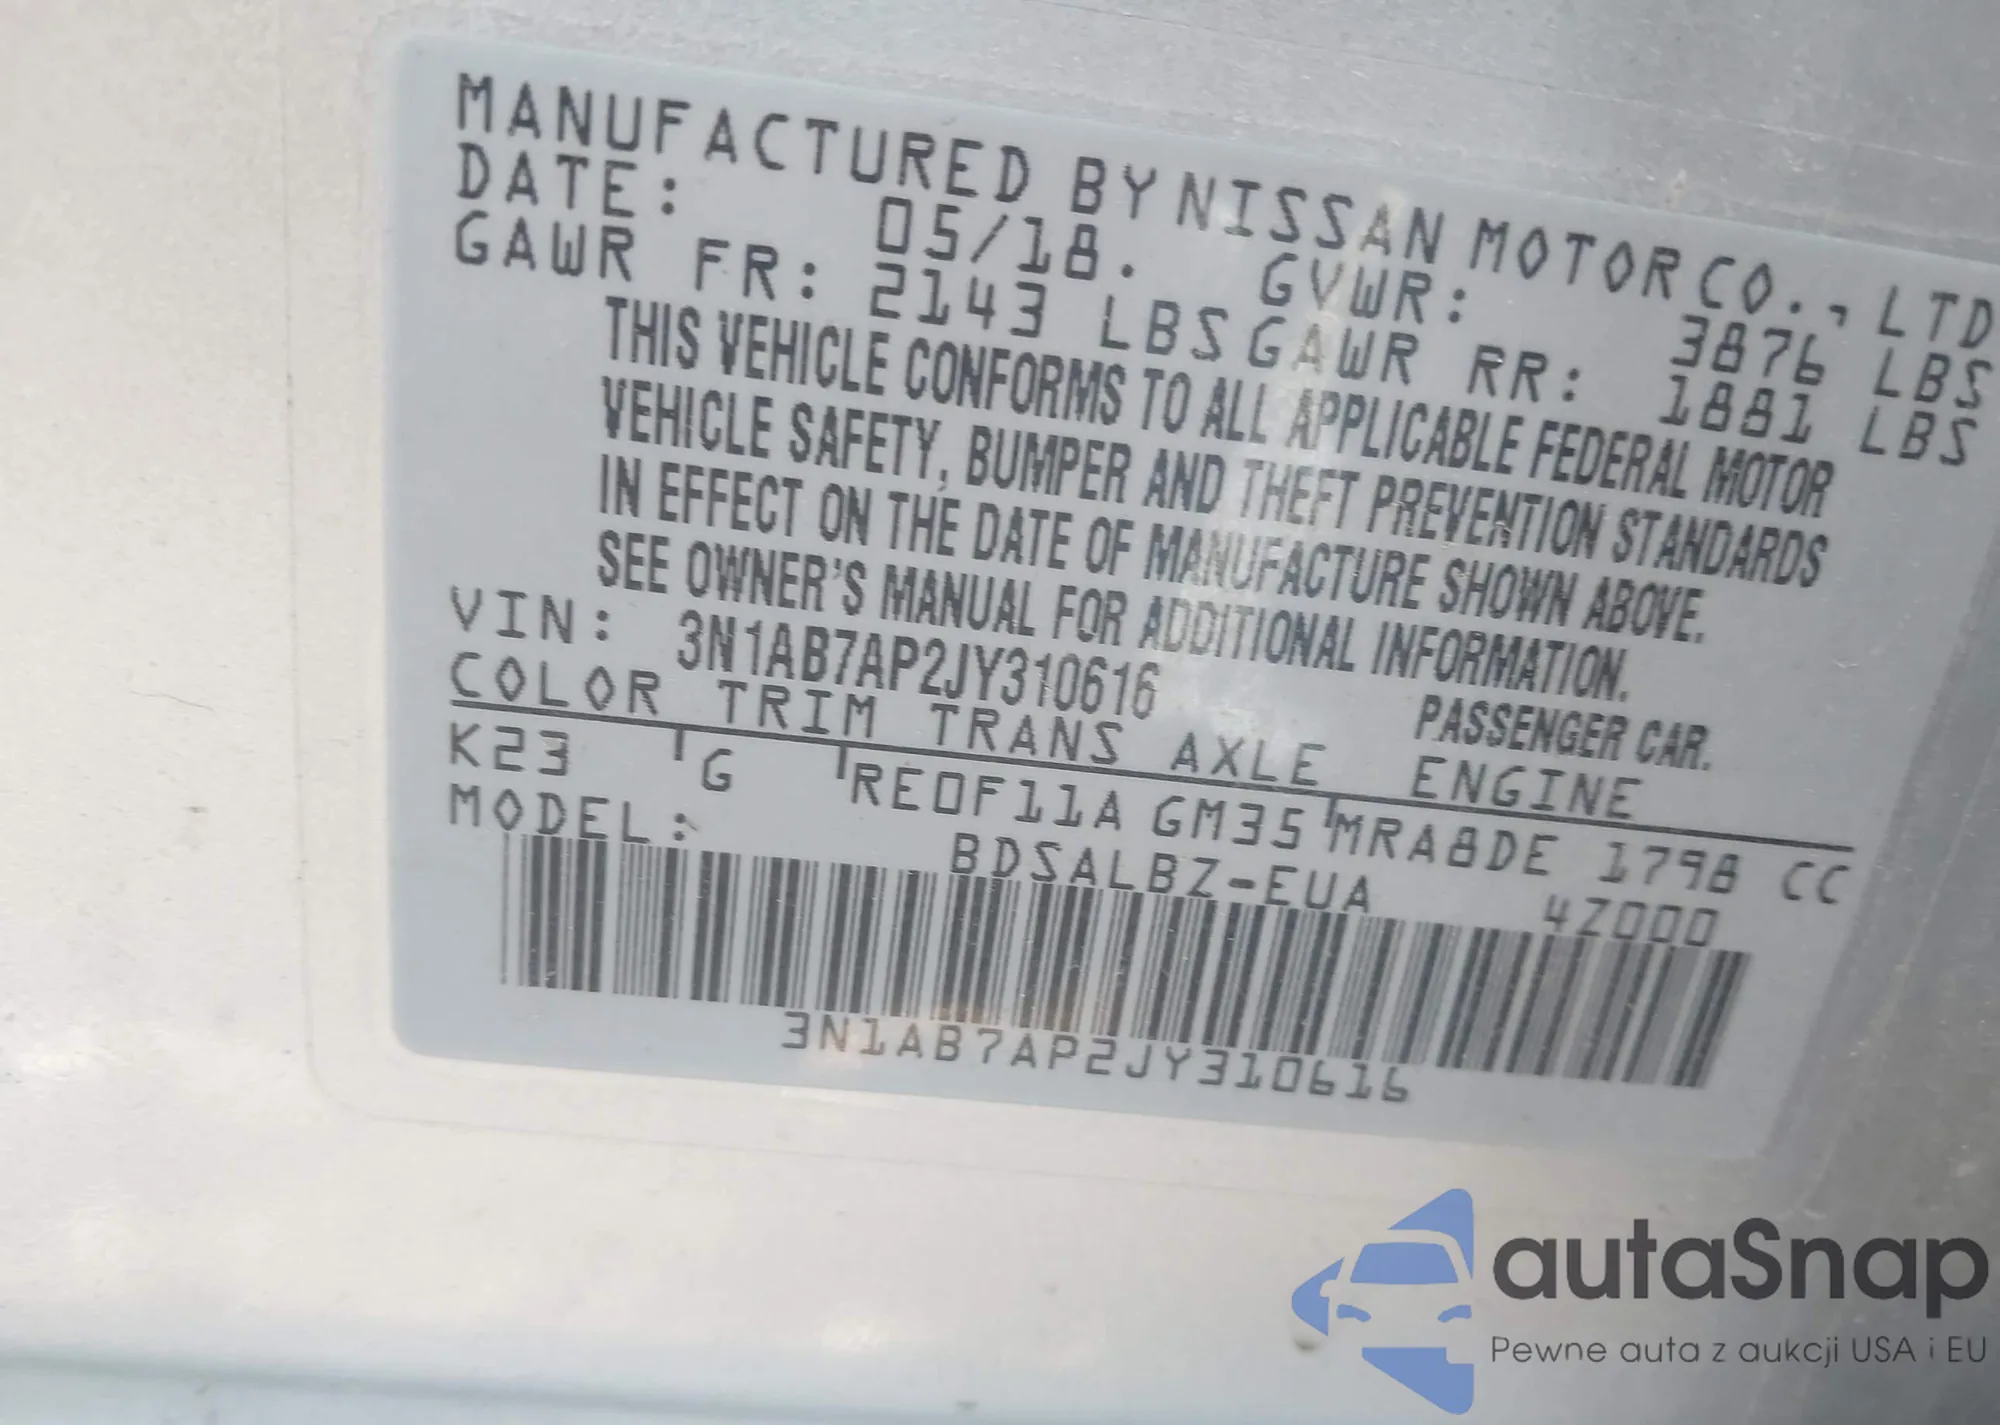 MANUFACTURED BY NISSAN MOTOR CO., LTD
DATE: 05/18. GVWR: 3876 LBS
GAWR FR: 2143 LBS GAWR RR: 1881 LBS
THIS VEHICLE CONFORMS TO ALL APPLICABLE FEDERAL MOTOR
VEHICLE SAFETY, BUMPER AND THEFT PREVENTION STANDARDS
IN EFFECT ON THE DATE OF MANUFACTURE SHOWN ABOVE.
SEE OWNER'S MANUAL FOR ADDITIONAL INFORMATION.
VIN: 3N1AB7AP2JY310616 PASSENGER CAR.
COLOR TRIM TRANS AXLE ENGINE
K23 G RE0F11A GM35 MRA8DE 1798 CC
MODEL: BDSALBZ-EUA 4Z000
3N1AB7AP2JY310616
autaSnap
Pewne auta z aukcji USA i EU